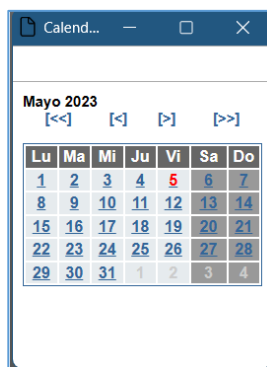 Calend...
Mayo 2023
[<<] [<] [>] [>>]
Lu Ma Mi Ju Vi Sa Do
1 2 3 4 5 6 7
8 9 10 11 12 13 14
15 16 17 18 19 20 21
22 23 24 25 26 27 28
29 30 31 1 2 3 4